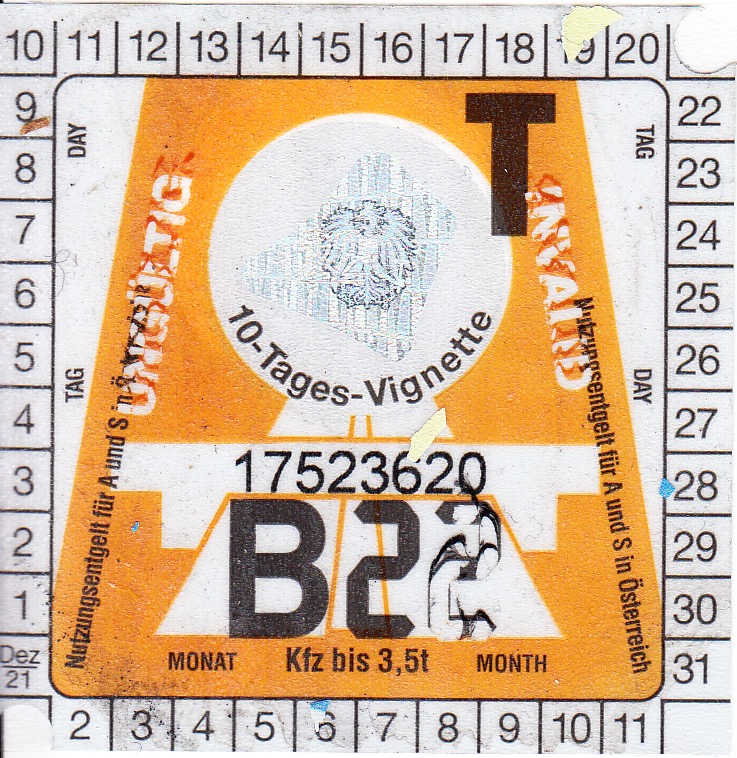 10 11 12 13 14 15 16 17 18 19 20
9 22
8 23
7 24
6 25
5 26
4 27
3 28
2 29
1 30
Dez
21
31
2 3 4 5 6 7 8 9 10 11
DAY
TAG
TAG
DAY
T
UNGÜLTIG
INVALID
10-Tages-Vignette
17523620
B22
Nutzungsentgelt für A und S in
Nutzungsentgelt für A und S in Österreich
MONAT Kfz bis 3,5t MONTH